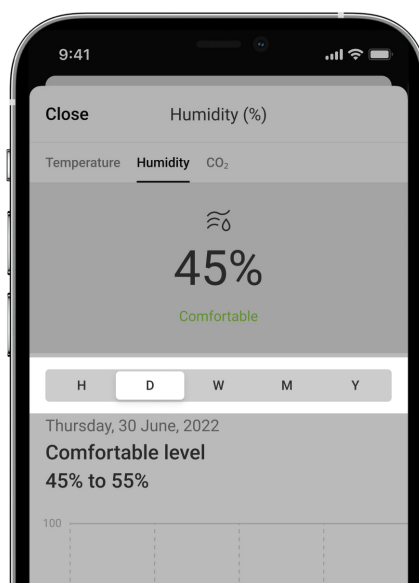 9:41
Close Humidity (%)
Temperature Humidity CO₂
45%
Comfortable
H D W M Y
Thursday, 30 June, 2022
Comfortable level
45% to 55%
100